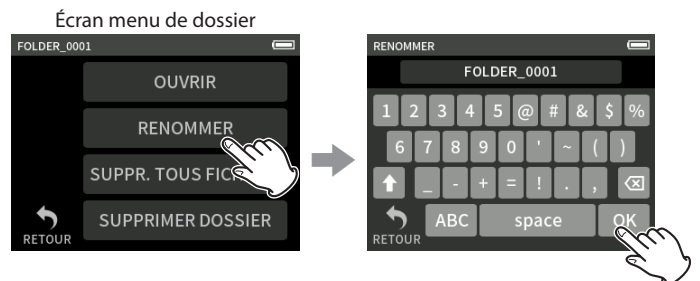 Écran menu de dossier
FOLDER_0001
OUVRIR
RENOMMER
SUPPR. TOUS
SUPPRIMER DOSSIER
RETOUR
RENOMMER
FOLDER_0001
1 2 3 4 5 @ # & $ %
6 7 8 9 0 ' ~ ( )
_ - + = ! . ,
ABC space OK
RETOUR